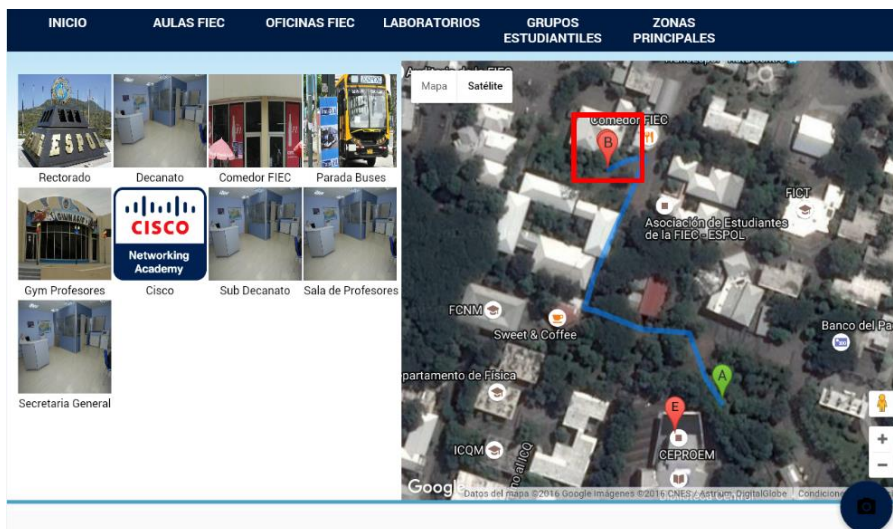 INICIO
AULAS FIEC
OFICINAS FIEC
LABORATORIOS
GRUPOS
ESTUDIANTILES
ZONAS
PRINCIPALES
ESPOL
Rectorado
Decanato
Comedor FIEC
Parada Buses
CISCO
Networking
Academy
Gym Profesores
Cisco
Sub Decanato
Sala de Profesores
Secretaria General
Mapa
Satélite
Comedor FIEC
B
FICT
Asociación de Estudiantes
de la FIEC - ESPOL
FCNM
Sweet & Coffee
Banco del Pa
partamento de Física
A
E
ICQM
CEPROEM
Google
Datos del mapa ©2016 Google Imágenes ©2016 CNES / Astrium, DigitalGlobe
Condicione